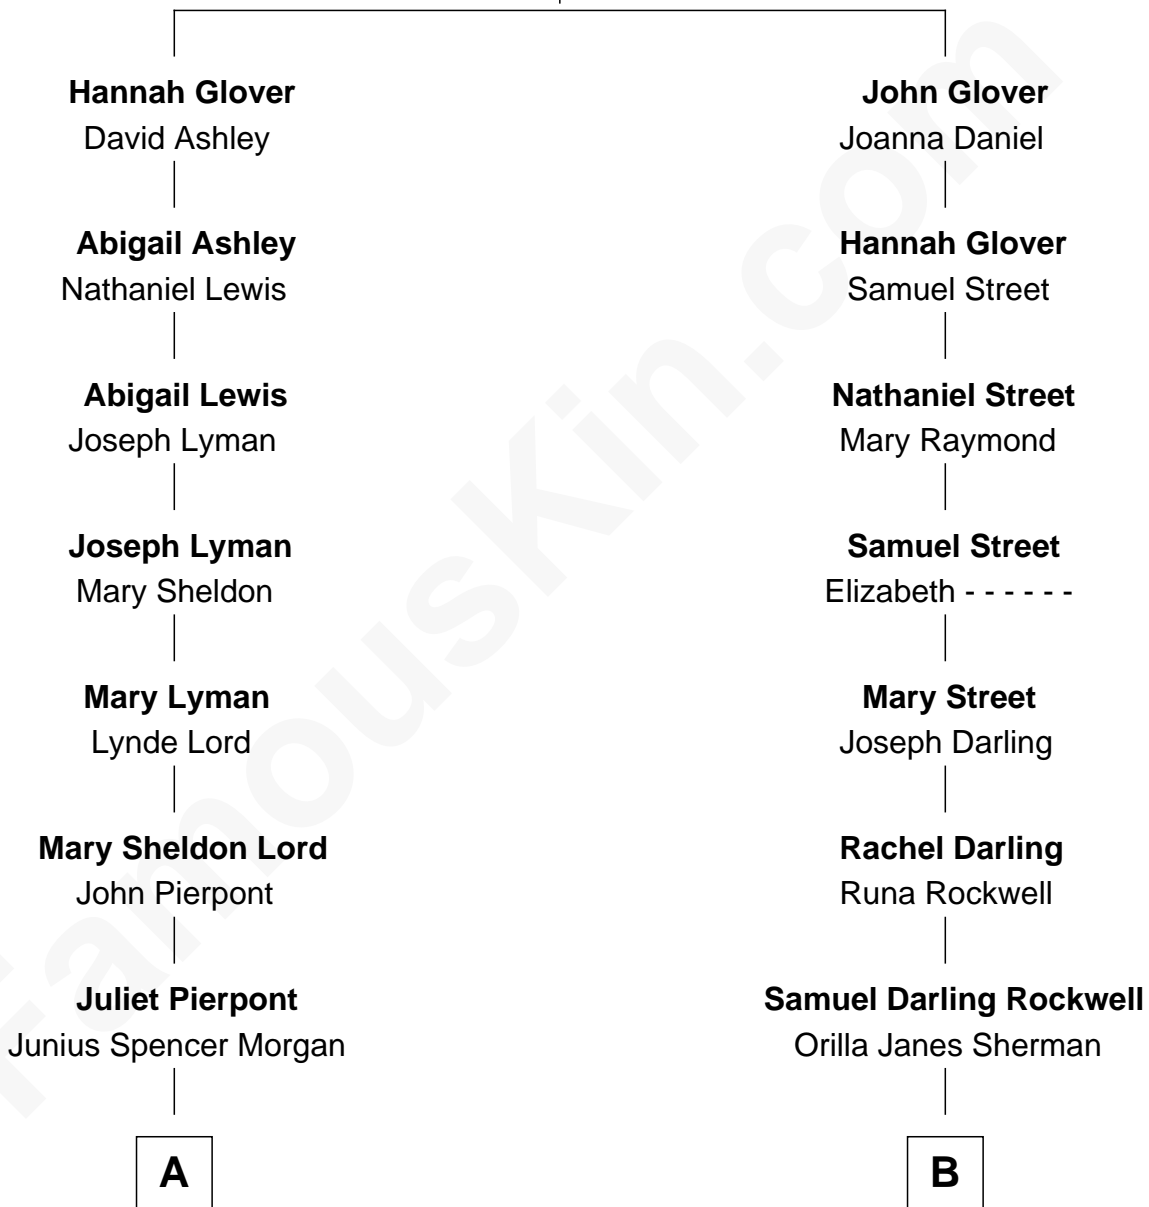 Hannah Glover
David Ashley
Abigail Ashley
Nathaniel Lewis
Abigail Lewis
Joseph Lyman
Joseph Lyman
Mary Sheldon
Mary Lyman
Lynde Lord
Mary Sheldon Lord
John Pierpont
Juliet Pierpont
Junius Spencer Morgan
A
John Glover
Joanna Daniel
Hannah Glover
Samuel Street
Nathaniel Street
Mary Raymond
Samuel Street
Elizabeth - - - - - -
Mary Street
Joseph Darling
Rachel Darling
Runa Rockwell
Samuel Darling Rockwell
Orilla Janes Sherman
B
FamousKin.com